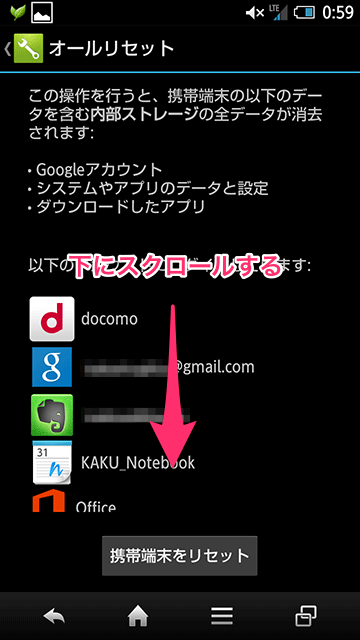 LTE 0:59
オールリセット
この操作を行うと、携帯端末の以下のデー
タを含む内部ストレージの全データが消去
されます:
• Googleアカウント
• システムやアプリのデータと設定
• ダウンロードしたアプリ
以下の
ます:
下にスクロールする
d docomo
g @gmail.com
31 n KAKU_Notebook
Office
携帯端末をリセット